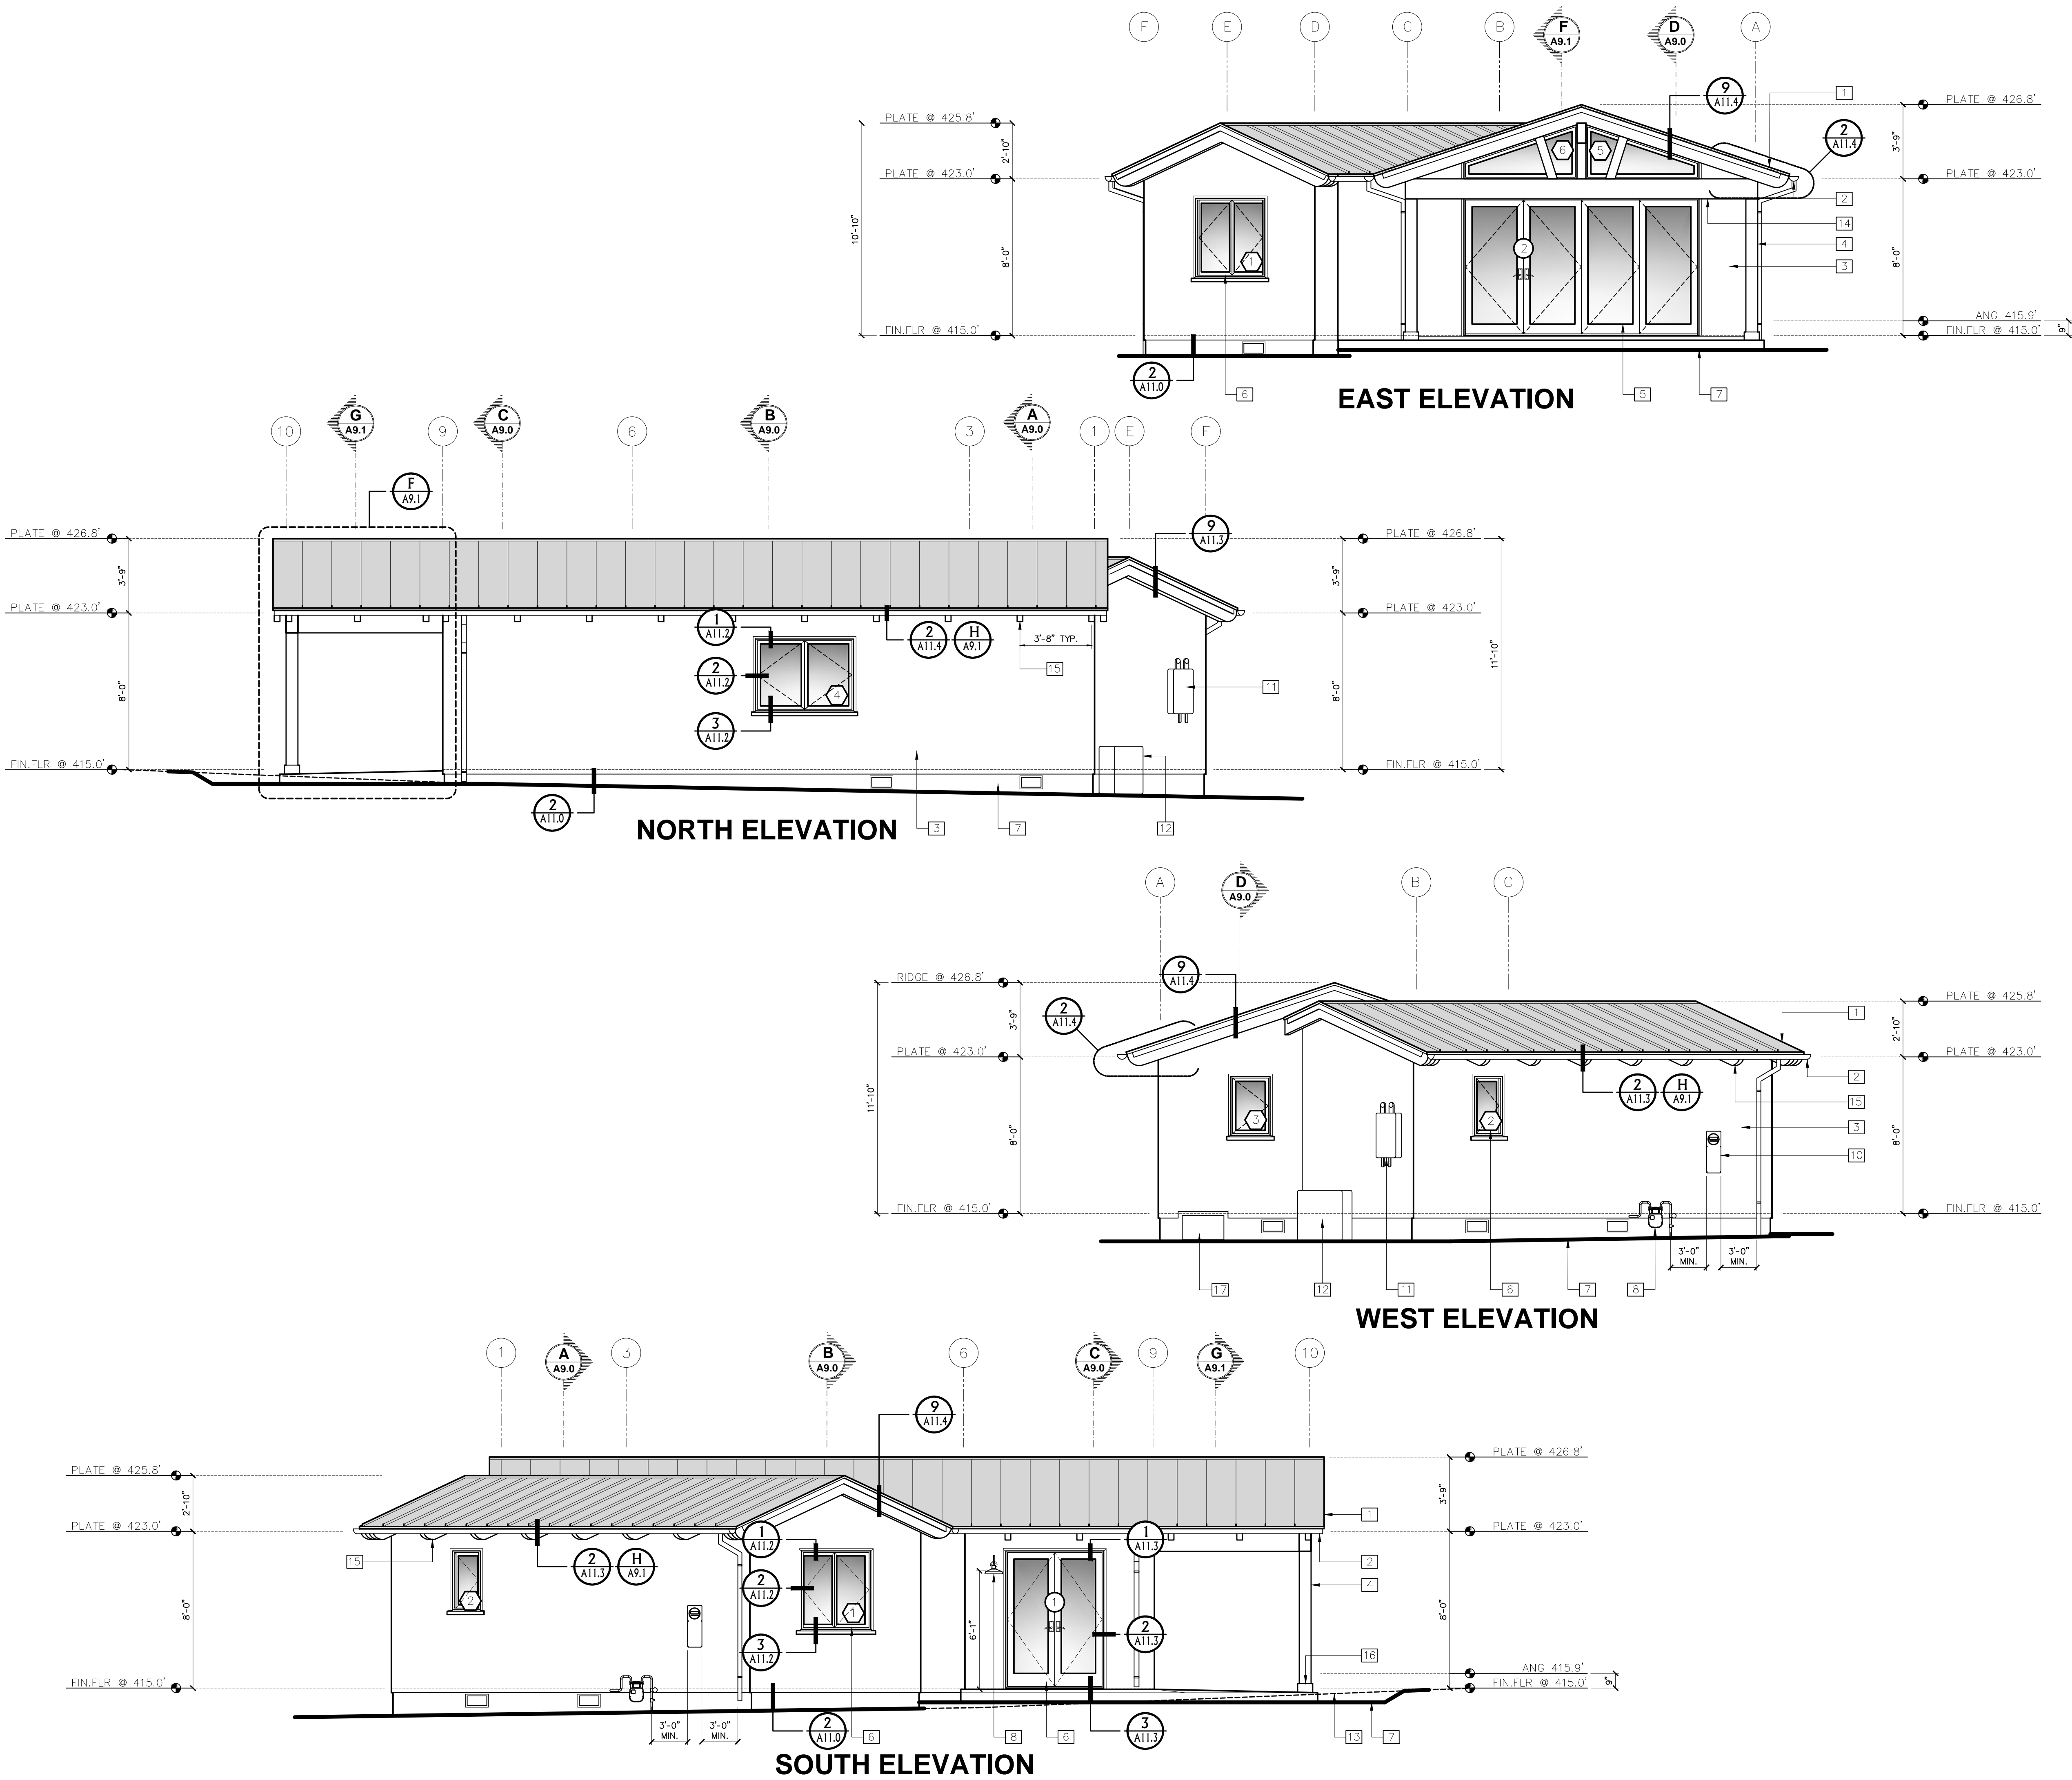 F E D C B F A9.1 D A9.0 A
9 A11.4
1
PLATE @ 426.8'
PLATE @ 425.8'
2 A11.4
2'-10"
3'-9"
6 5
PLATE @ 423.0'
PLATE @ 423.0'
2
14
4
3
10'-10"
8'-0"
8'-0"
1
2
ANG 415.9'
FIN.FLR @ 415.0'
FIN.FLR @ 415.0'
9"
2 A11.0
6
5
7
EAST ELEVATION
10 G A9.1 9 C A9.0 6 B A9.0 3 A A9.0 1 E F
F A9.1
9 A11.3
PLATE @ 426.8'
PLATE @ 426.8'
3'-9"
3'-9"
PLATE @ 423.0'
PLATE @ 423.0'
1 A11.2
2 A11.4
H A9.1
3'-8" TYP.
15
2 A11.2
4
11
11'-10"
8'-0"
8'-0"
3 A11.2
FIN.FLR @ 415.0'
FIN.FLR @ 415.0'
2 A11.0
3
7
12
NORTH ELEVATION
A D A9.0 B C
9 A11.4
RIDGE @ 426.8'
PLATE @ 425.8'
2 A11.4
3'-9"
2'-10"
1
PLATE @ 423.0'
PLATE @ 423.0'
2
2 A11.3
H A9.1
15
11'-10"
8'-0"
8'-0"
3
2
3
10
FIN.FLR @ 415.0'
FIN.FLR @ 415.0'
3'-0" MIN.
3'-0" MIN.
17
12
11
6
7
8
WEST ELEVATION
1 A A9.0 3 B A9.0 6 C A9.0 9 G A9.1 10
9 A11.4
PLATE @ 426.8'
PLATE @ 425.8'
2'-10"
3'-9"
1
PLATE @ 423.0'
PLATE @ 423.0'
15
2 A11.3
H A9.1
1 A11.2
1 A11.3
2
2 A11.2
4
2
1
1
8'-0"
6'-1"
8'-0"
3 A11.2
2 A11.3
16
ANG 415.9'
FIN.FLR @ 415.0'
FIN.FLR @ 415.0'
9"
3'-0" MIN.
3'-0" MIN.
2 A11.0
6
8
6
3 A11.3
13
7
SOUTH ELEVATION